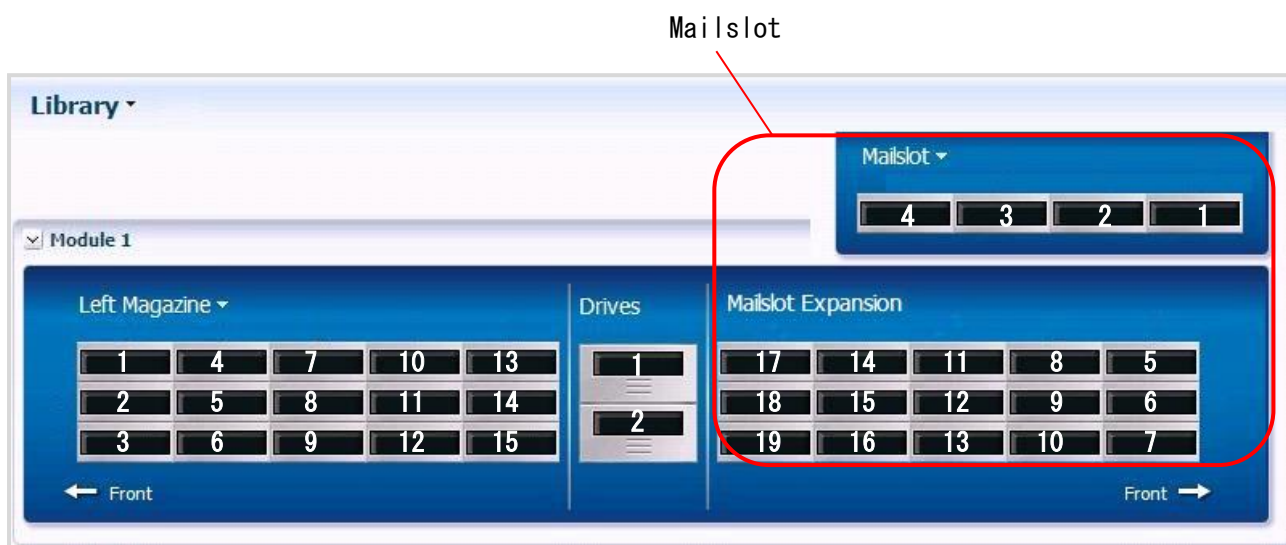 Mailslot
Library
Mailslot
4 3 2 1
Module 1
Left Magazine
Drives
Mailslot Expansion
1 4 7 10 13 1 17 14 11 8 5
2 5 8 11 14 2 18 15 12 9 6
3 6 9 12 15 19 16 13 10 7
Front
Front